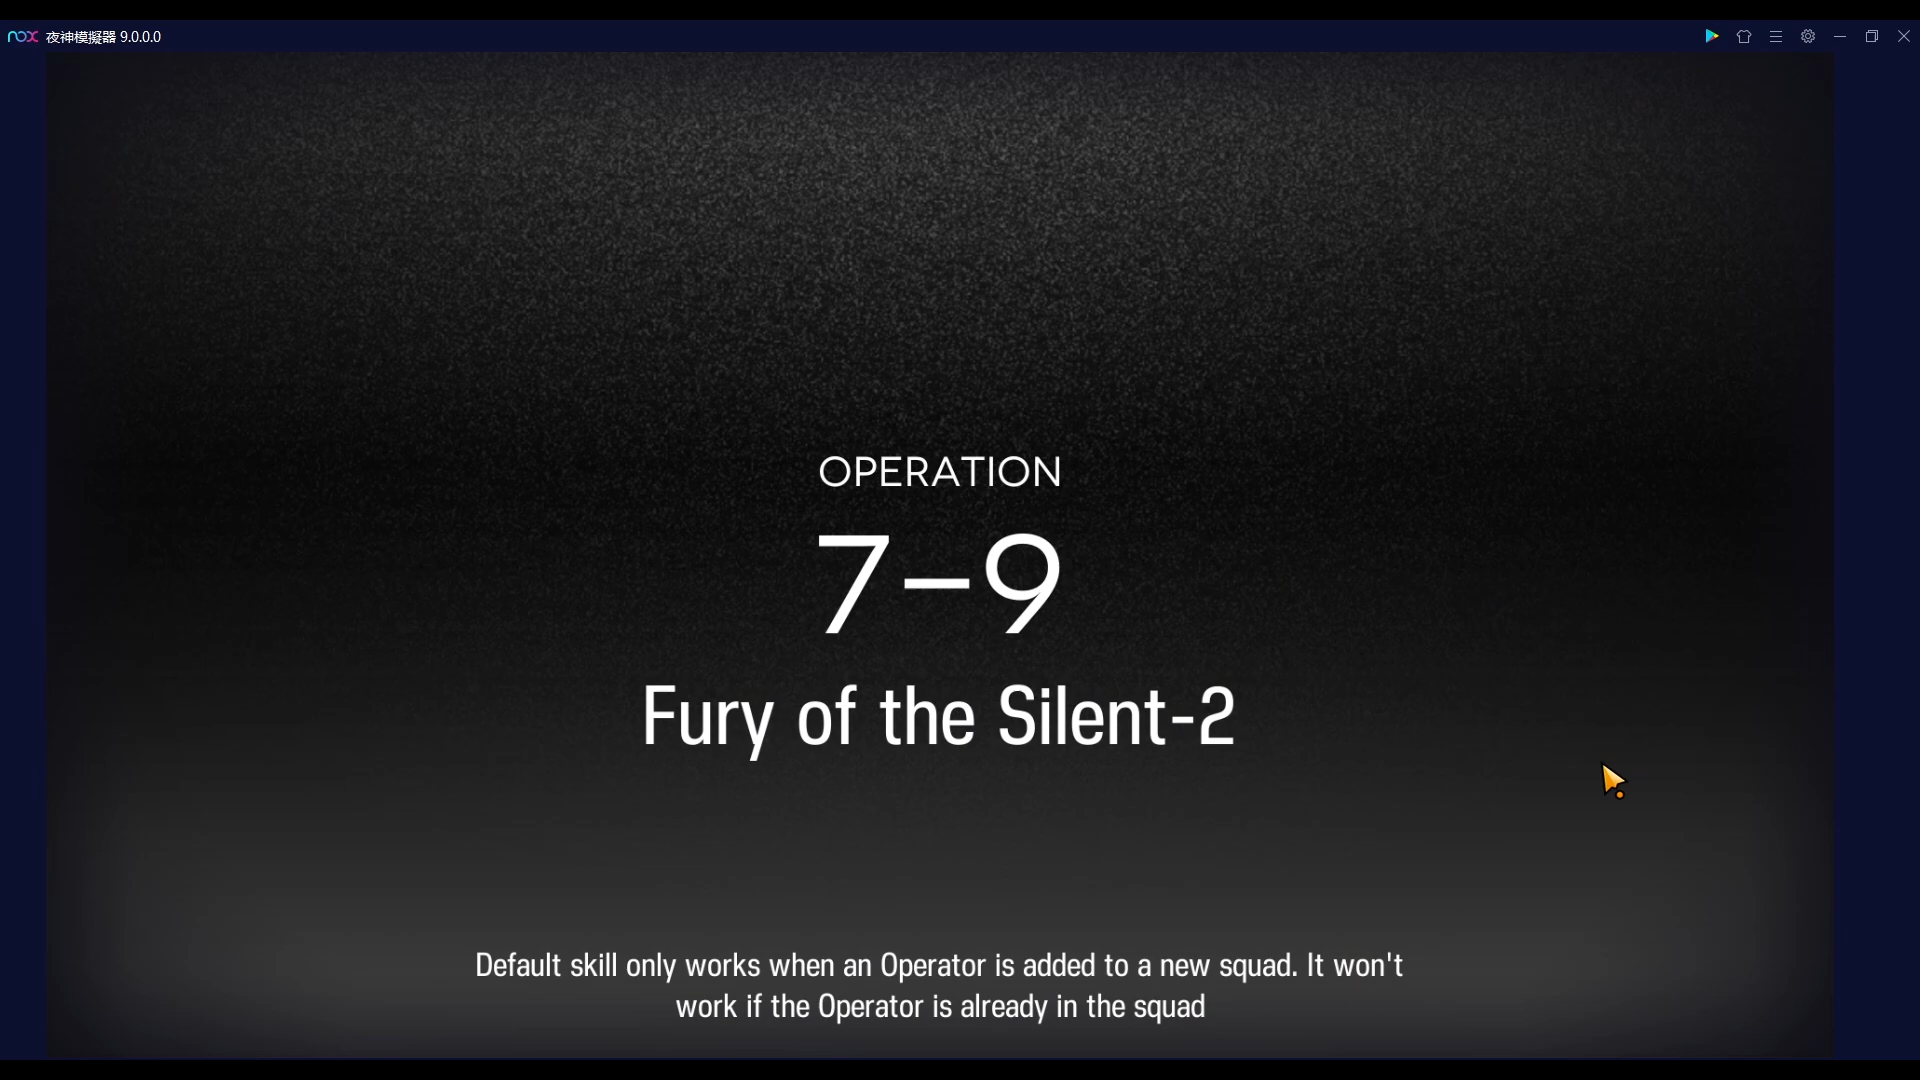 nox 夜神模擬器 9.0.0.0
OPERATION
7-9
Fury of the Silent-2
Default skill only works when an Operator is added to a new squad. It won't
work if the Operator is already in the squad